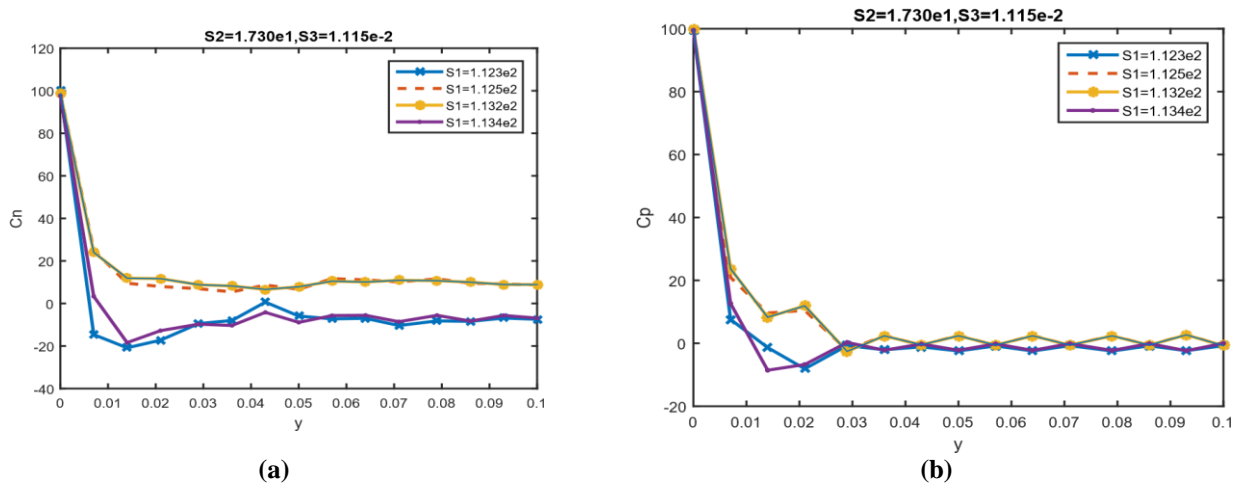 S2=1.730e1,S3=1.115e-2
120
100
80
60
40
20
0
-20
-40
Cn
S1=1.123e2
S1=1.125e2
S1=1.132e2
S1=1.134e2
0 0.01 0.02 0.03 0.04 0.05 0.06 0.07 0.08 0.09 0.1
y
(a)
S2=1.730e1,S3=1.115e-2
100
80
60
40
20
0
-20
Cp
S1=1.123e2
S1=1.125e2
S1=1.132e2
S1=1.134e2
0 0.01 0.02 0.03 0.04 0.05 0.06 0.07 0.08 0.09 0.1
y
(b)